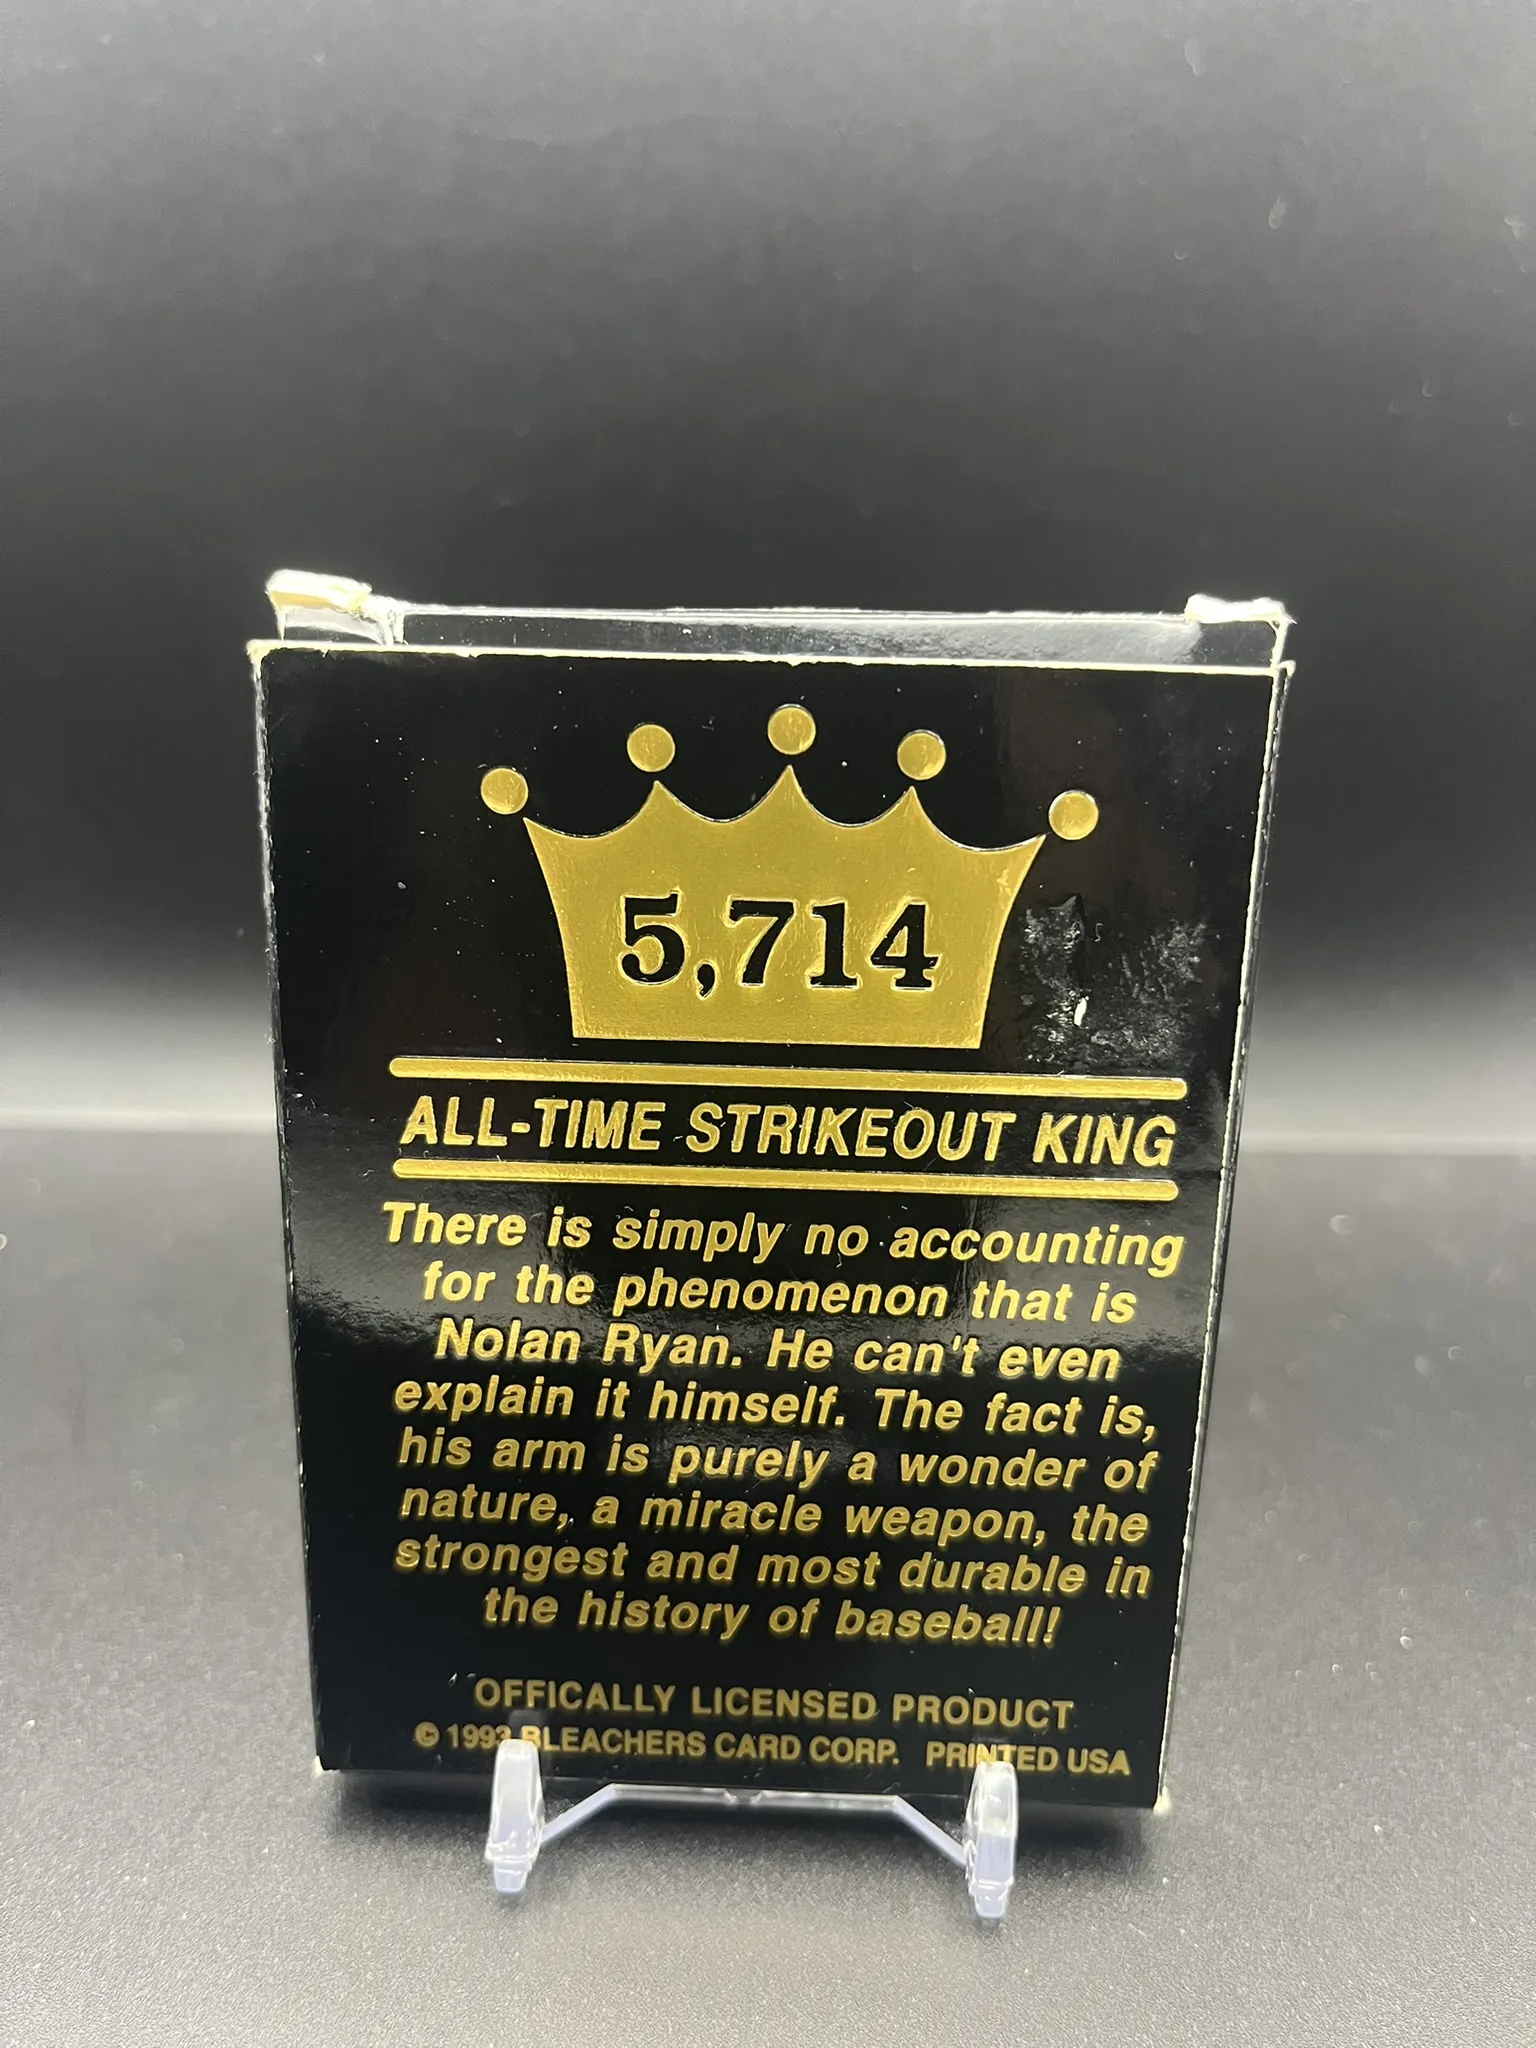 5,714
ALL-TIME STRIKEOUT KING
There is simply no accounting
for the phenomenon that is
Nolan Ryan. He can't even
explain it himself. The fact is,
his arm is purely a wonder of
nature, a miracle weapon, the
strongest and most durable in
the history of baseball!
OFFICALLY LICENSED PRODUCT
© 1993 BLEACHERS CARD CORP. PRINTED USA